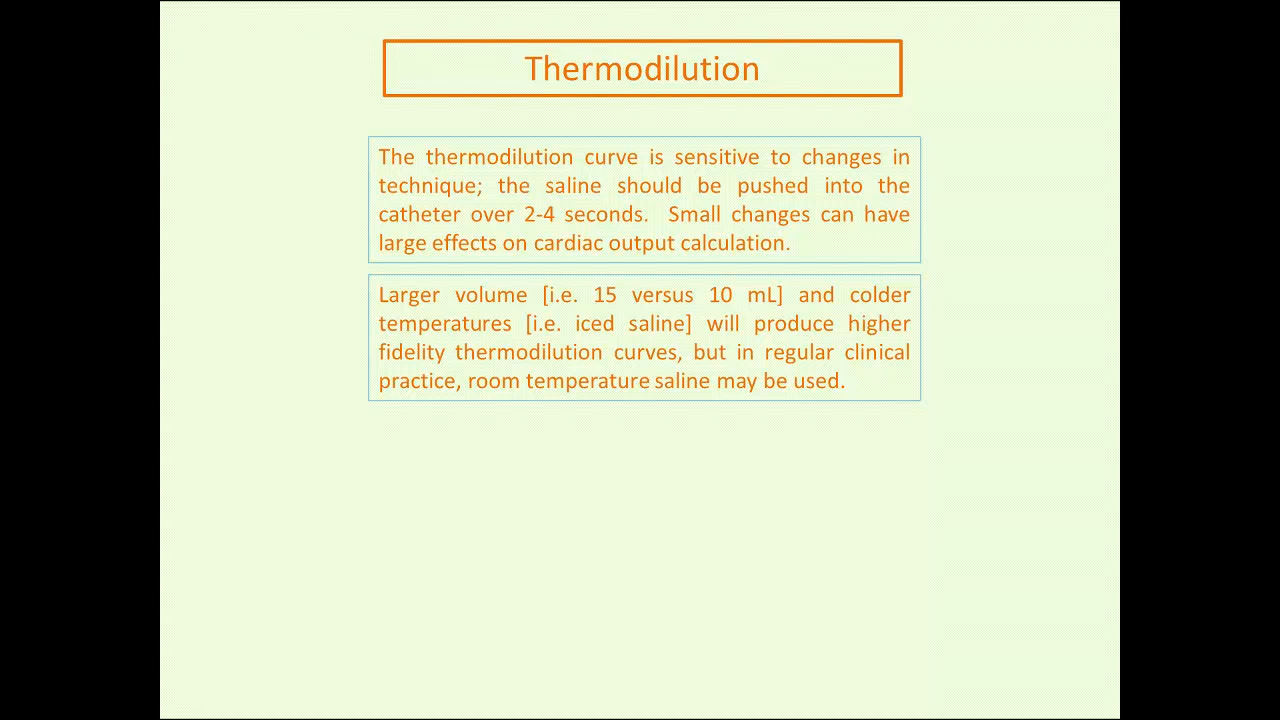 Thermodilution
The thermodilution curve is sensitive to changes in
technique; the saline should be pushed into the
catheter over 2-4 seconds.  Small changes can have
large effects on cardiac output calculation.
Larger volume [i.e. 15 versus 10 mL] and colder
temperatures [i.e. iced saline] will produce higher
fidelity thermodilution curves, but in regular clinical
practice, room temperature saline may be used.